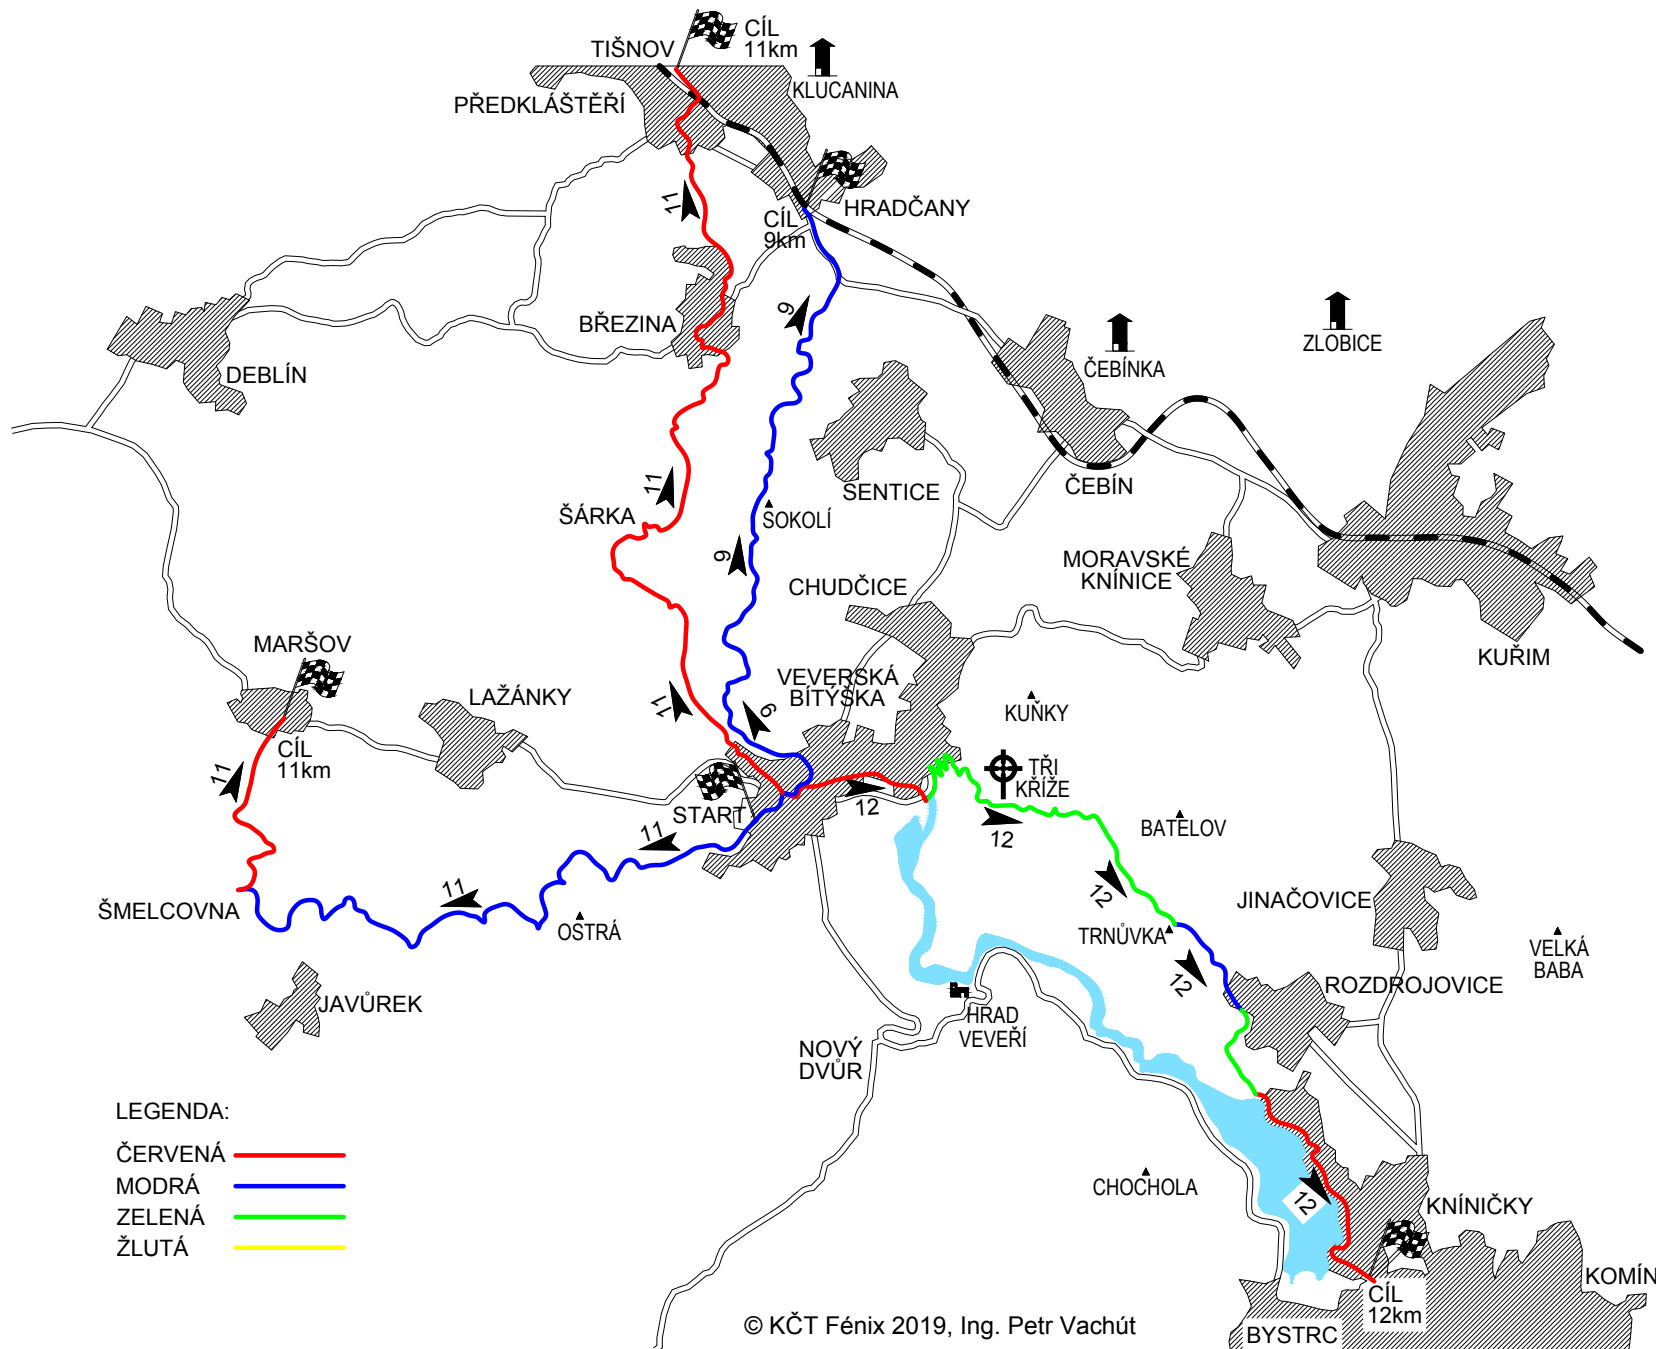 TIŠNOV
CÍL
11km
KLUCANINA
PŘEDKLÁŠTĚŘÍ
HRADČANY
CÍL
9km
11
BŘEZINA
9
ZLOBICE
ČEBÍNKA
DEBLÍN
11
SENTICE
ČEBÍN
ŠÁRKA
SOKOLÍ
9
MORAVSKÉ
KNÍNICE
CHUDČICE
KUŘIM
MARŠOV
LAŽÁNKY
VEVERSKÁ
BÍTÝŠKA
KUŇKY
11
9
CÍL
11km
11
TŘI
KŘÍŽE
START
12
12
BATELOV
11
11
12
JINAČOVICE
ŠMELCOVNA
OSTRÁ
TRNŮVKA
VELKÁ
BABA
12
ROZDROJOVICE
JAVŮREK
HRAD
VEVEŘÍ
NOVÝ
DVŮR
LEGENDA:
ČERVENÁ
MODRÁ
ZELENÁ
ŽLUTÁ
CHOCHOLA
12
KNÍNIČKY
KOMÍN
CÍL
12km
BYSTRC
© KČT Fénix 2019, Ing. Petr Vachút